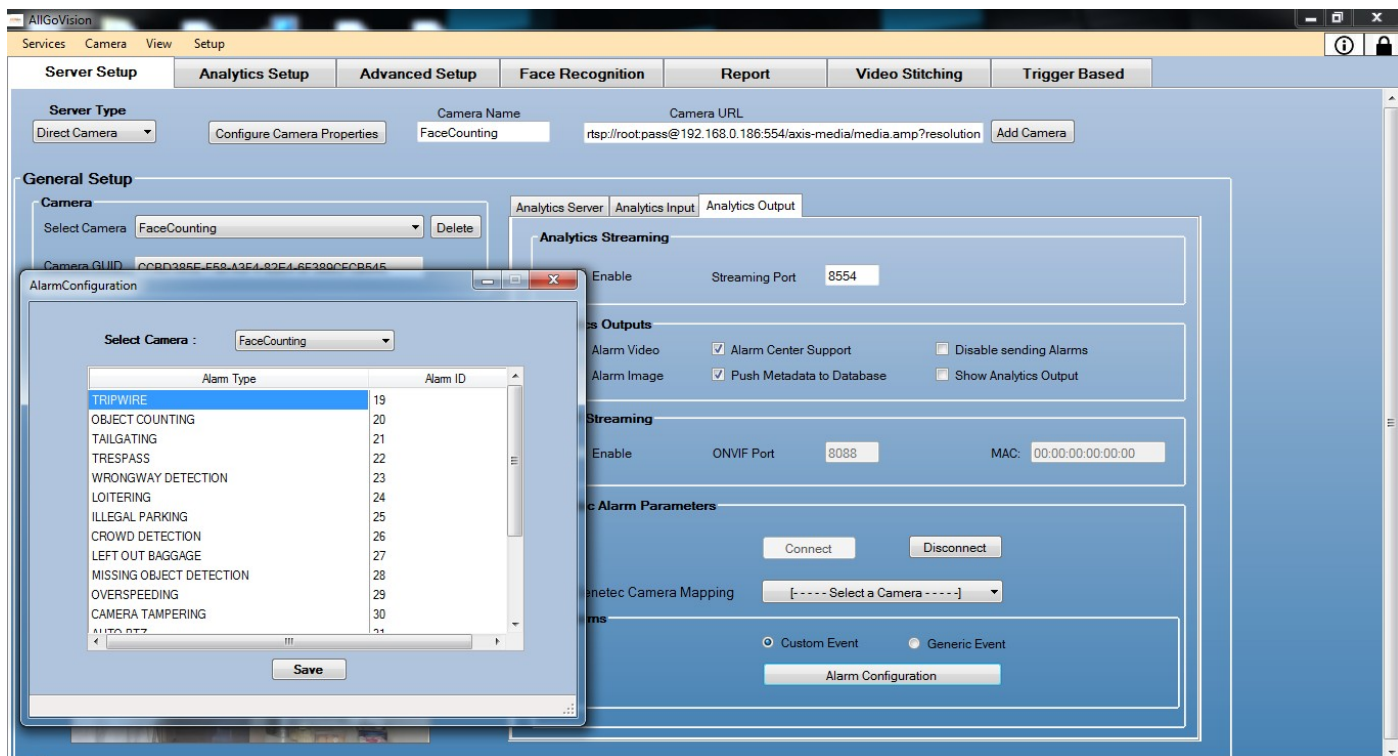 AllGoVision
Services Camera View Setup
Server Setup Analytics Setup Advanced Setup Face Recognition Report Video Stitching Trigger Based
Server Type
Direct Camera
Configure Camera Properties
Camera Name
FaceCounting
Camera URL
rtsp://root:pass@192.168.0.186:554/axis-media/media.amp?resolution
Add Camera
General Setup
Camera
Select Camera FaceCounting Delete
Camera GUID
Analytics Server Analytics Input Analytics Output
Analytics Streaming
Enable Streaming Port 8554
Outputs
Alarm Video Alarm Center Support Disable sending Alarms
Alarm Image Push Metadata to Database Show Analytics Output
Streaming
Enable ONVIF Port 8088 MAC: 00:00:00:00:00:00
Alarm Parameters
Connect Disconnect
Camera Mapping [- - - - - Select a Camera - - - - -]
Custom Event Generic Event
Alarm Configuration
AlarmConfiguration
Select Camera : FaceCounting
Alarm Type Alarm ID
TRIPWIRE 19
OBJECT COUNTING 20
TAILGATING 21
TRESPASS 22
WRONGWAY DETECTION 23
LOITERING 24
ILLEGAL PARKING 25
CROWD DETECTION 26
LEFT OUT BAGGAGE 27
MISSING OBJECT DETECTION 28
OVERSPEEDING 29
CAMERA TAMPERING 30
AUTO PTZ 31
Save